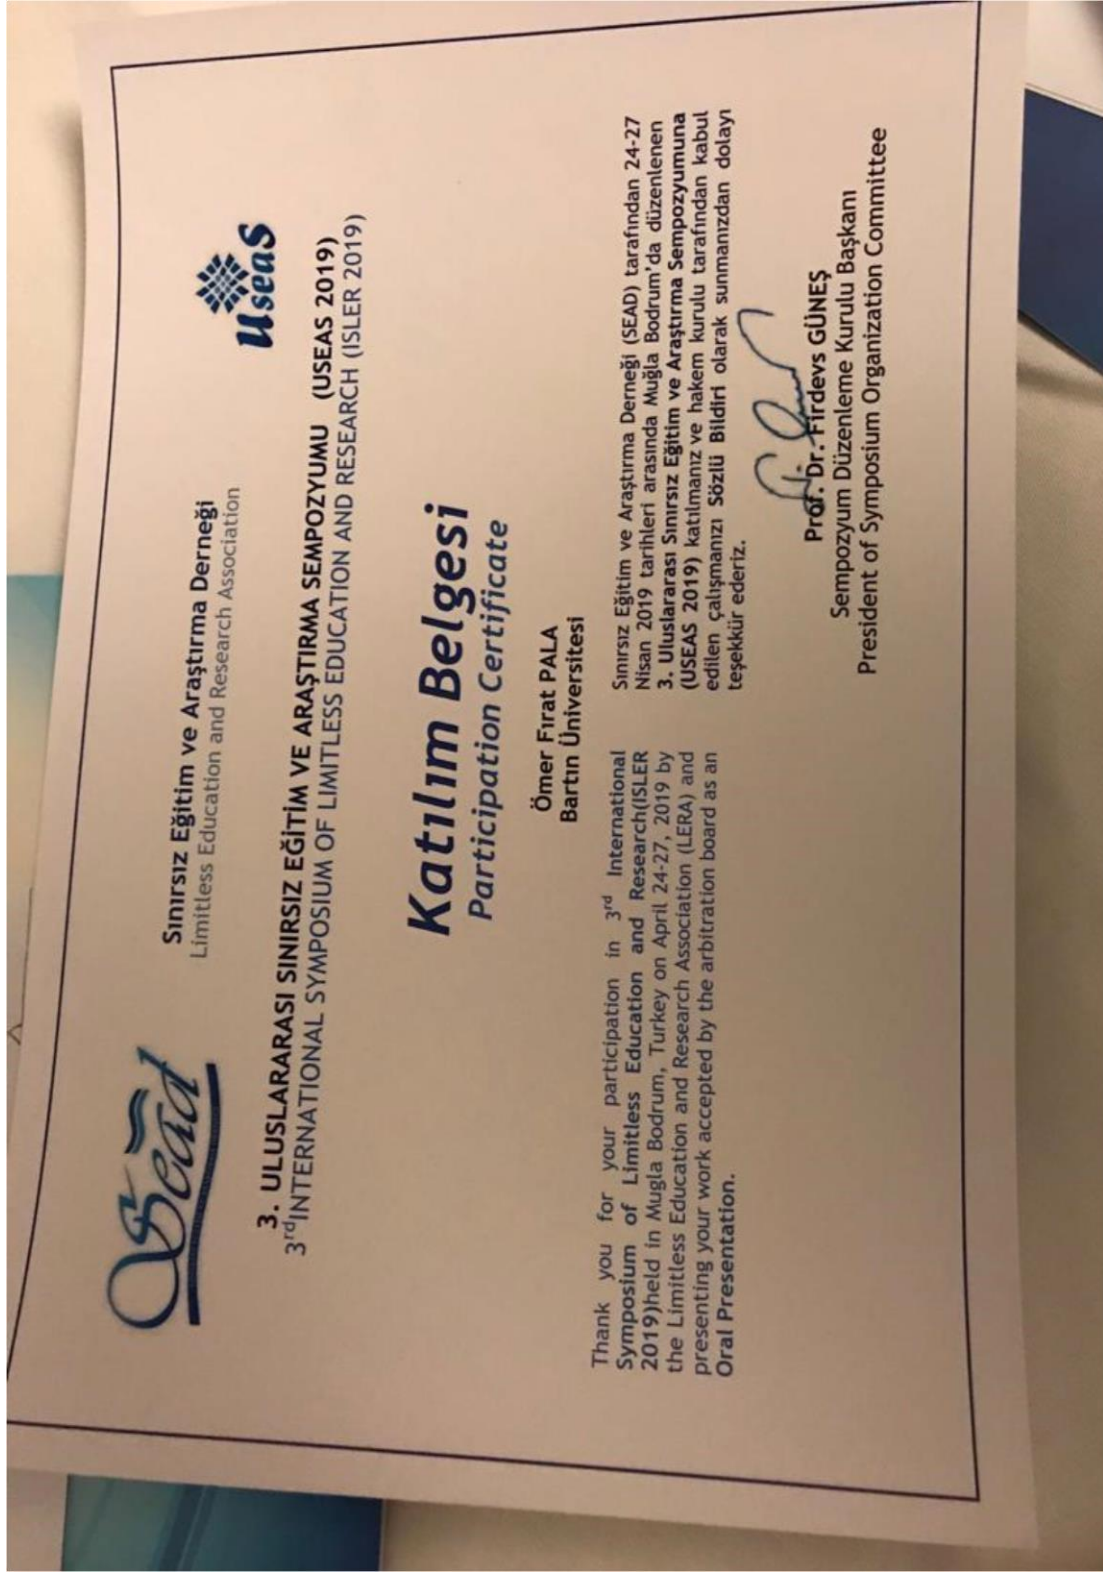 Sead
Sınırsız Eğitim ve Araştırma Derneği
Limitless Education and Research Association
Useas
3. ULUSLARARASI SINIRSIZ EĞİTİM VE ARAŞTIRMA SEMPOZYUMU (USEAS 2019)
3rdINTERNATIONAL SYMPOSIUM OF LIMITLESS EDUCATION AND RESEARCH (ISLER 2019)
Katılım Belgesi
Participation Certificate
Ömer Fırat PALA
Bartın Üniversitesi
Thank you for your participation in 3rd International
Symposium of Limitless Education and Research(ISLER
2019)held in Mugla Bodrum, Turkey on April 24-27, 2019 by
the Limitless Education and Research Association (LERA) and
presenting your work accepted by the arbitration board as an
Oral Presentation.
Sınırsız Eğitim ve Araştırma Derneği (SEAD) tarafından 24-27
Nisan 2019 tarihleri arasında Muğla Bodrum'da düzenlenen
3. Uluslararası Sınırsız Eğitim ve Araştırma Sempozyumuna
(USEAS 2019) katılmanız ve hakem kurulu tarafından kabul
edilen çalışmanızı Sözlü Bildiri olarak sunmanızdan dolayı
teşekkür ederiz.
Prof. Dr. Firdevs GÜNEŞ
Sempozyum Düzenleme Kurulu Başkanı
President of Symposium Organization Committee